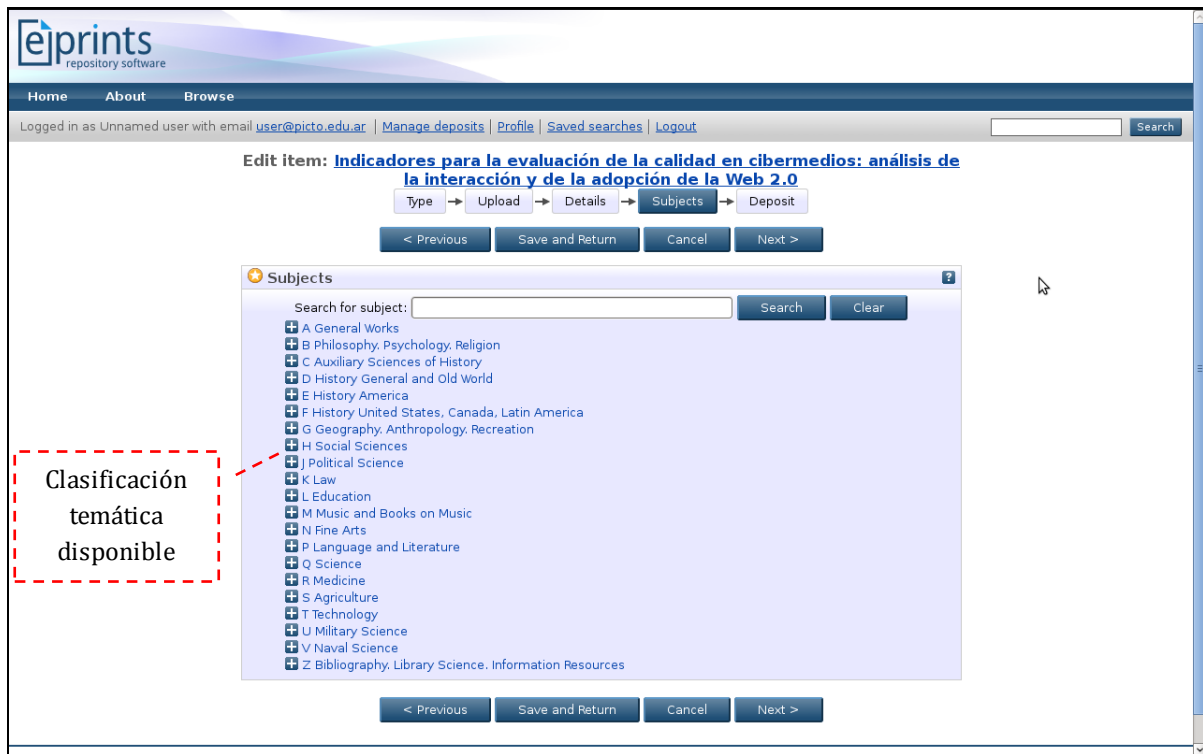 eprints
repository software
Home About Browse
Logged in as Unnamed user with email user@picto.edu.ar | Manage deposits | Profile | Saved searches | Logout Search
Edit item: Indicadores para la evaluación de la calidad en cibermedios: análisis de
la interacción y de la adopción de la Web 2.0
Type → Upload → Details → Subjects → Deposit
< Previous Save and Return Cancel Next >
Subjects ?
Search for subject: Search Clear
A General Works
B Philosophy. Psychology. Religion
C Auxiliary Sciences of History
D History General and Old World
E History America
F History United States, Canada, Latin America
G Geography. Anthropology. Recreation
H Social Sciences
J Political Science
K Law
L Education
M Music and Books on Music
N Fine Arts
P Language and Literature
Q Science
R Medicine
S Agriculture
T Technology
U Military Science
V Naval Science
Z Bibliography. Library Science. Information Resources
Clasificación
temática
disponible
< Previous Save and Return Cancel Next >